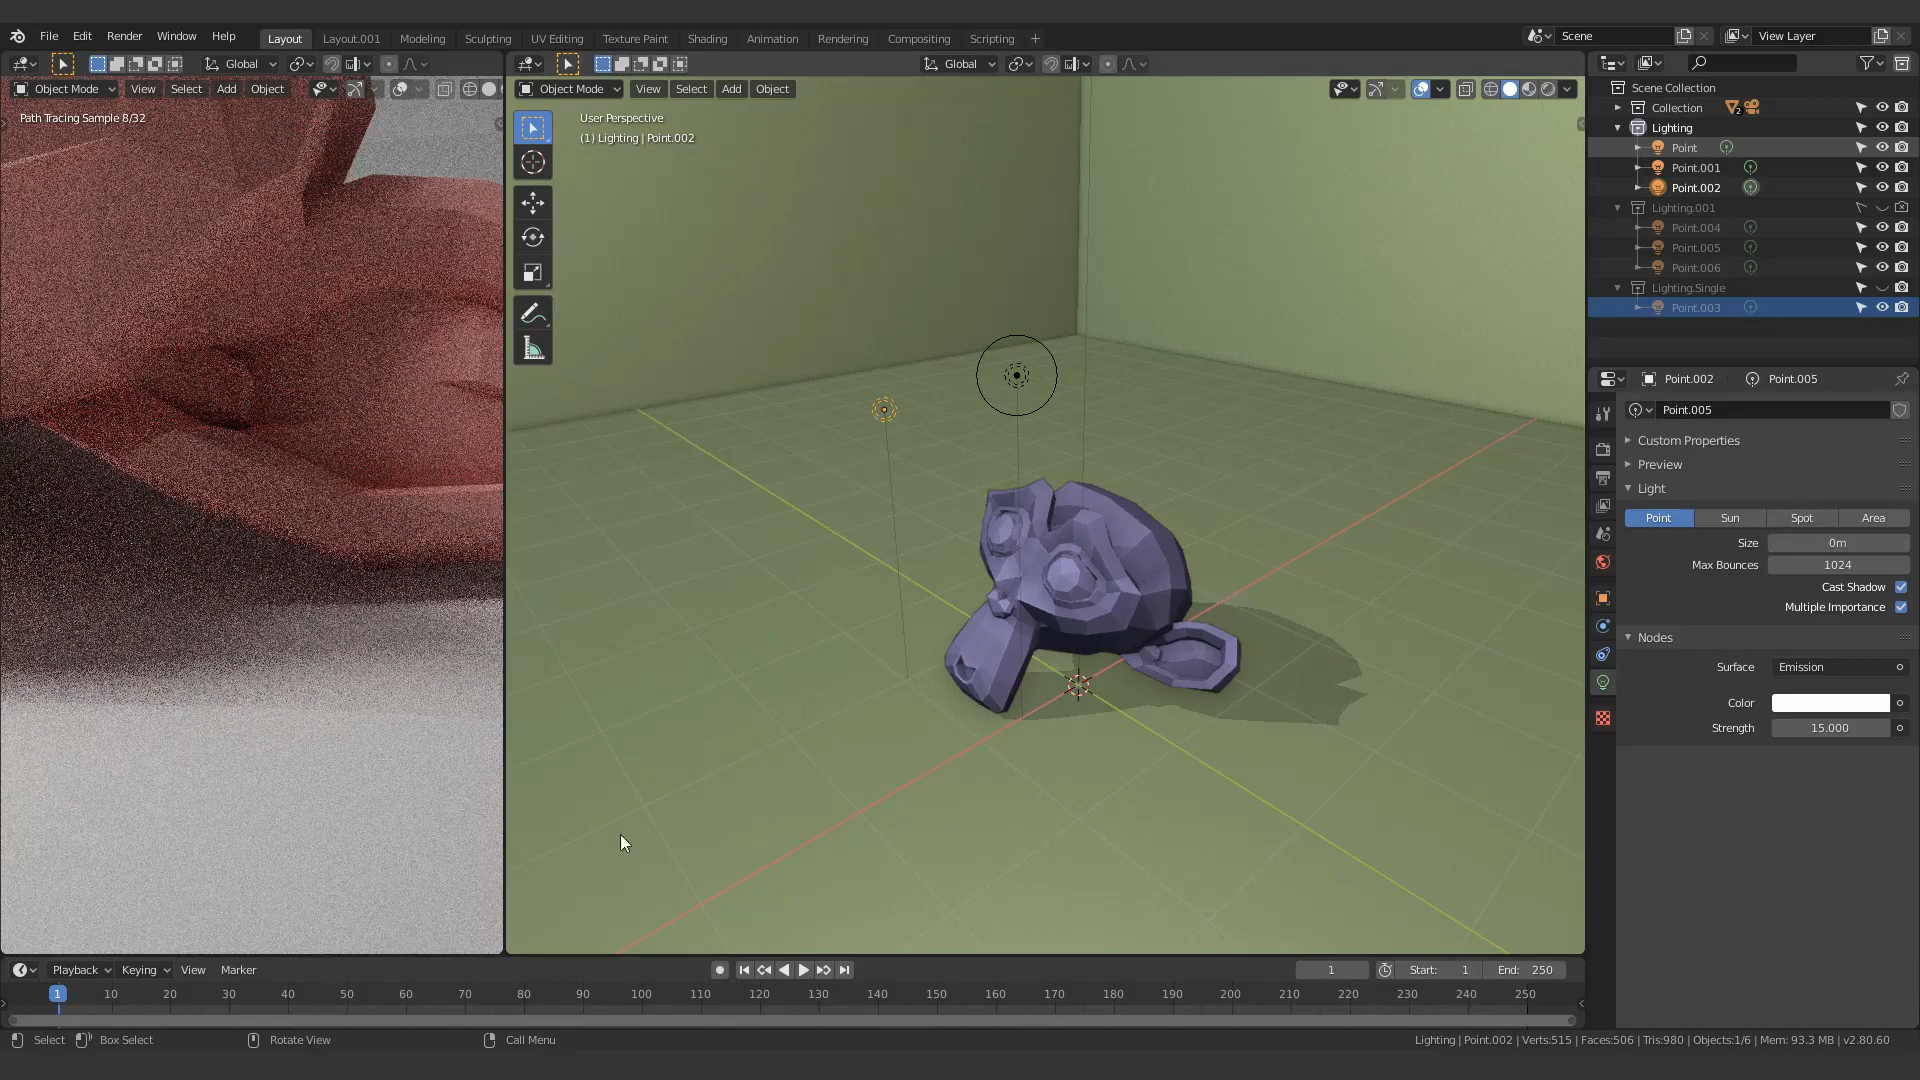 File Edit Render Window Help Layout Layout.001 Modeling Sculpting UV Editing Texture Paint Shading Animation Rendering Compositing Scripting + Scene View Layer
Global Global
Object Mode View Select Add Object Object Mode View Select Add Object
Path Tracing Sample 8/32
User Perspective
(1) Lighting | Point.002
Scene Collection
Collection 2
Lighting
Point
Point.001
Point.002
Lighting.001
Point.004
Point.005
Point.006
Lighting.Single
Point.003
Point.002 Point.005
Point.005
Custom Properties
Preview
Light
Point Sun Spot Area
Size 0m
Max Bounces 1024
Cast Shadow
Multiple Importance
Nodes
Surface Emission
Color
Strength 15.000
Playback Keying View Marker 1 Start: 1 End: 250
1 10 20 30 40 50 60 70 80 90 100 110 120 130 140 150 160 170 180 190 200 210 220 230 240 250
Select Box Select Rotate View Call Menu Lighting | Point.002 | Verts:515 | Faces:506 | Tris:980 | Objects:1/6 | Mem: 93.3 MB | v2.80.60